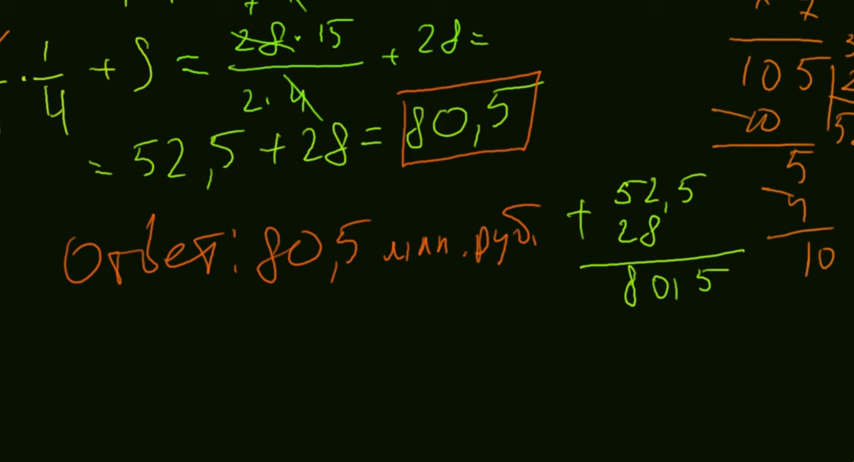 · 1/4 + S = 28 · 15 / 2 · 4 + 28 =
= 52,5 + 28 = 80,5
Ответ: 80,5 млн. руб.
+ 52,5
28
80,5
105
10
5
4
10